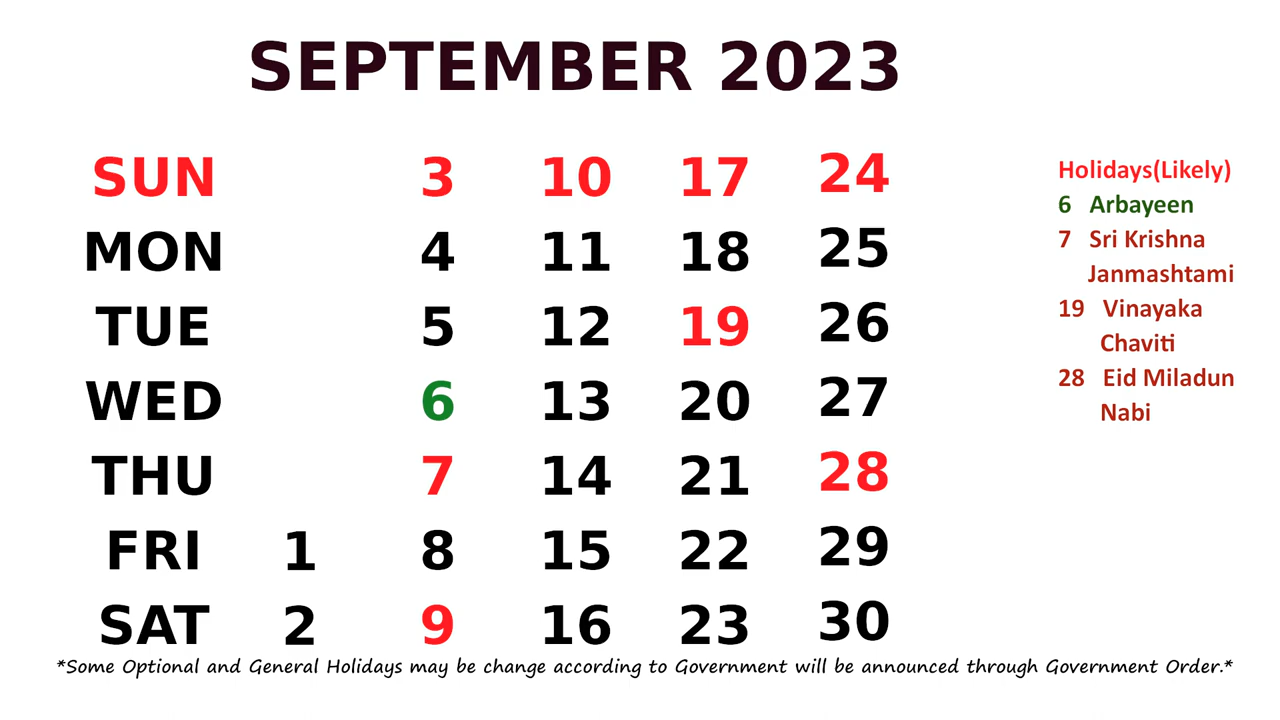 SEPTEMBER 2023
SUN 3 10 17 24
MON 4 11 18 25
TUE 5 12 19 26
WED 6 13 20 27
THU 7 14 21 28
FRI 1 8 15 22 29
SAT 2 9 16 23 30
Holidays(Likely)
6 Arbayeen
7 Sri Krishna
Janmashtami
19 Vinayaka
Chaviti
28 Eid Miladun
Nabi
*Some Optional and General Holidays may be change according to Government will be announced through Government Order.*